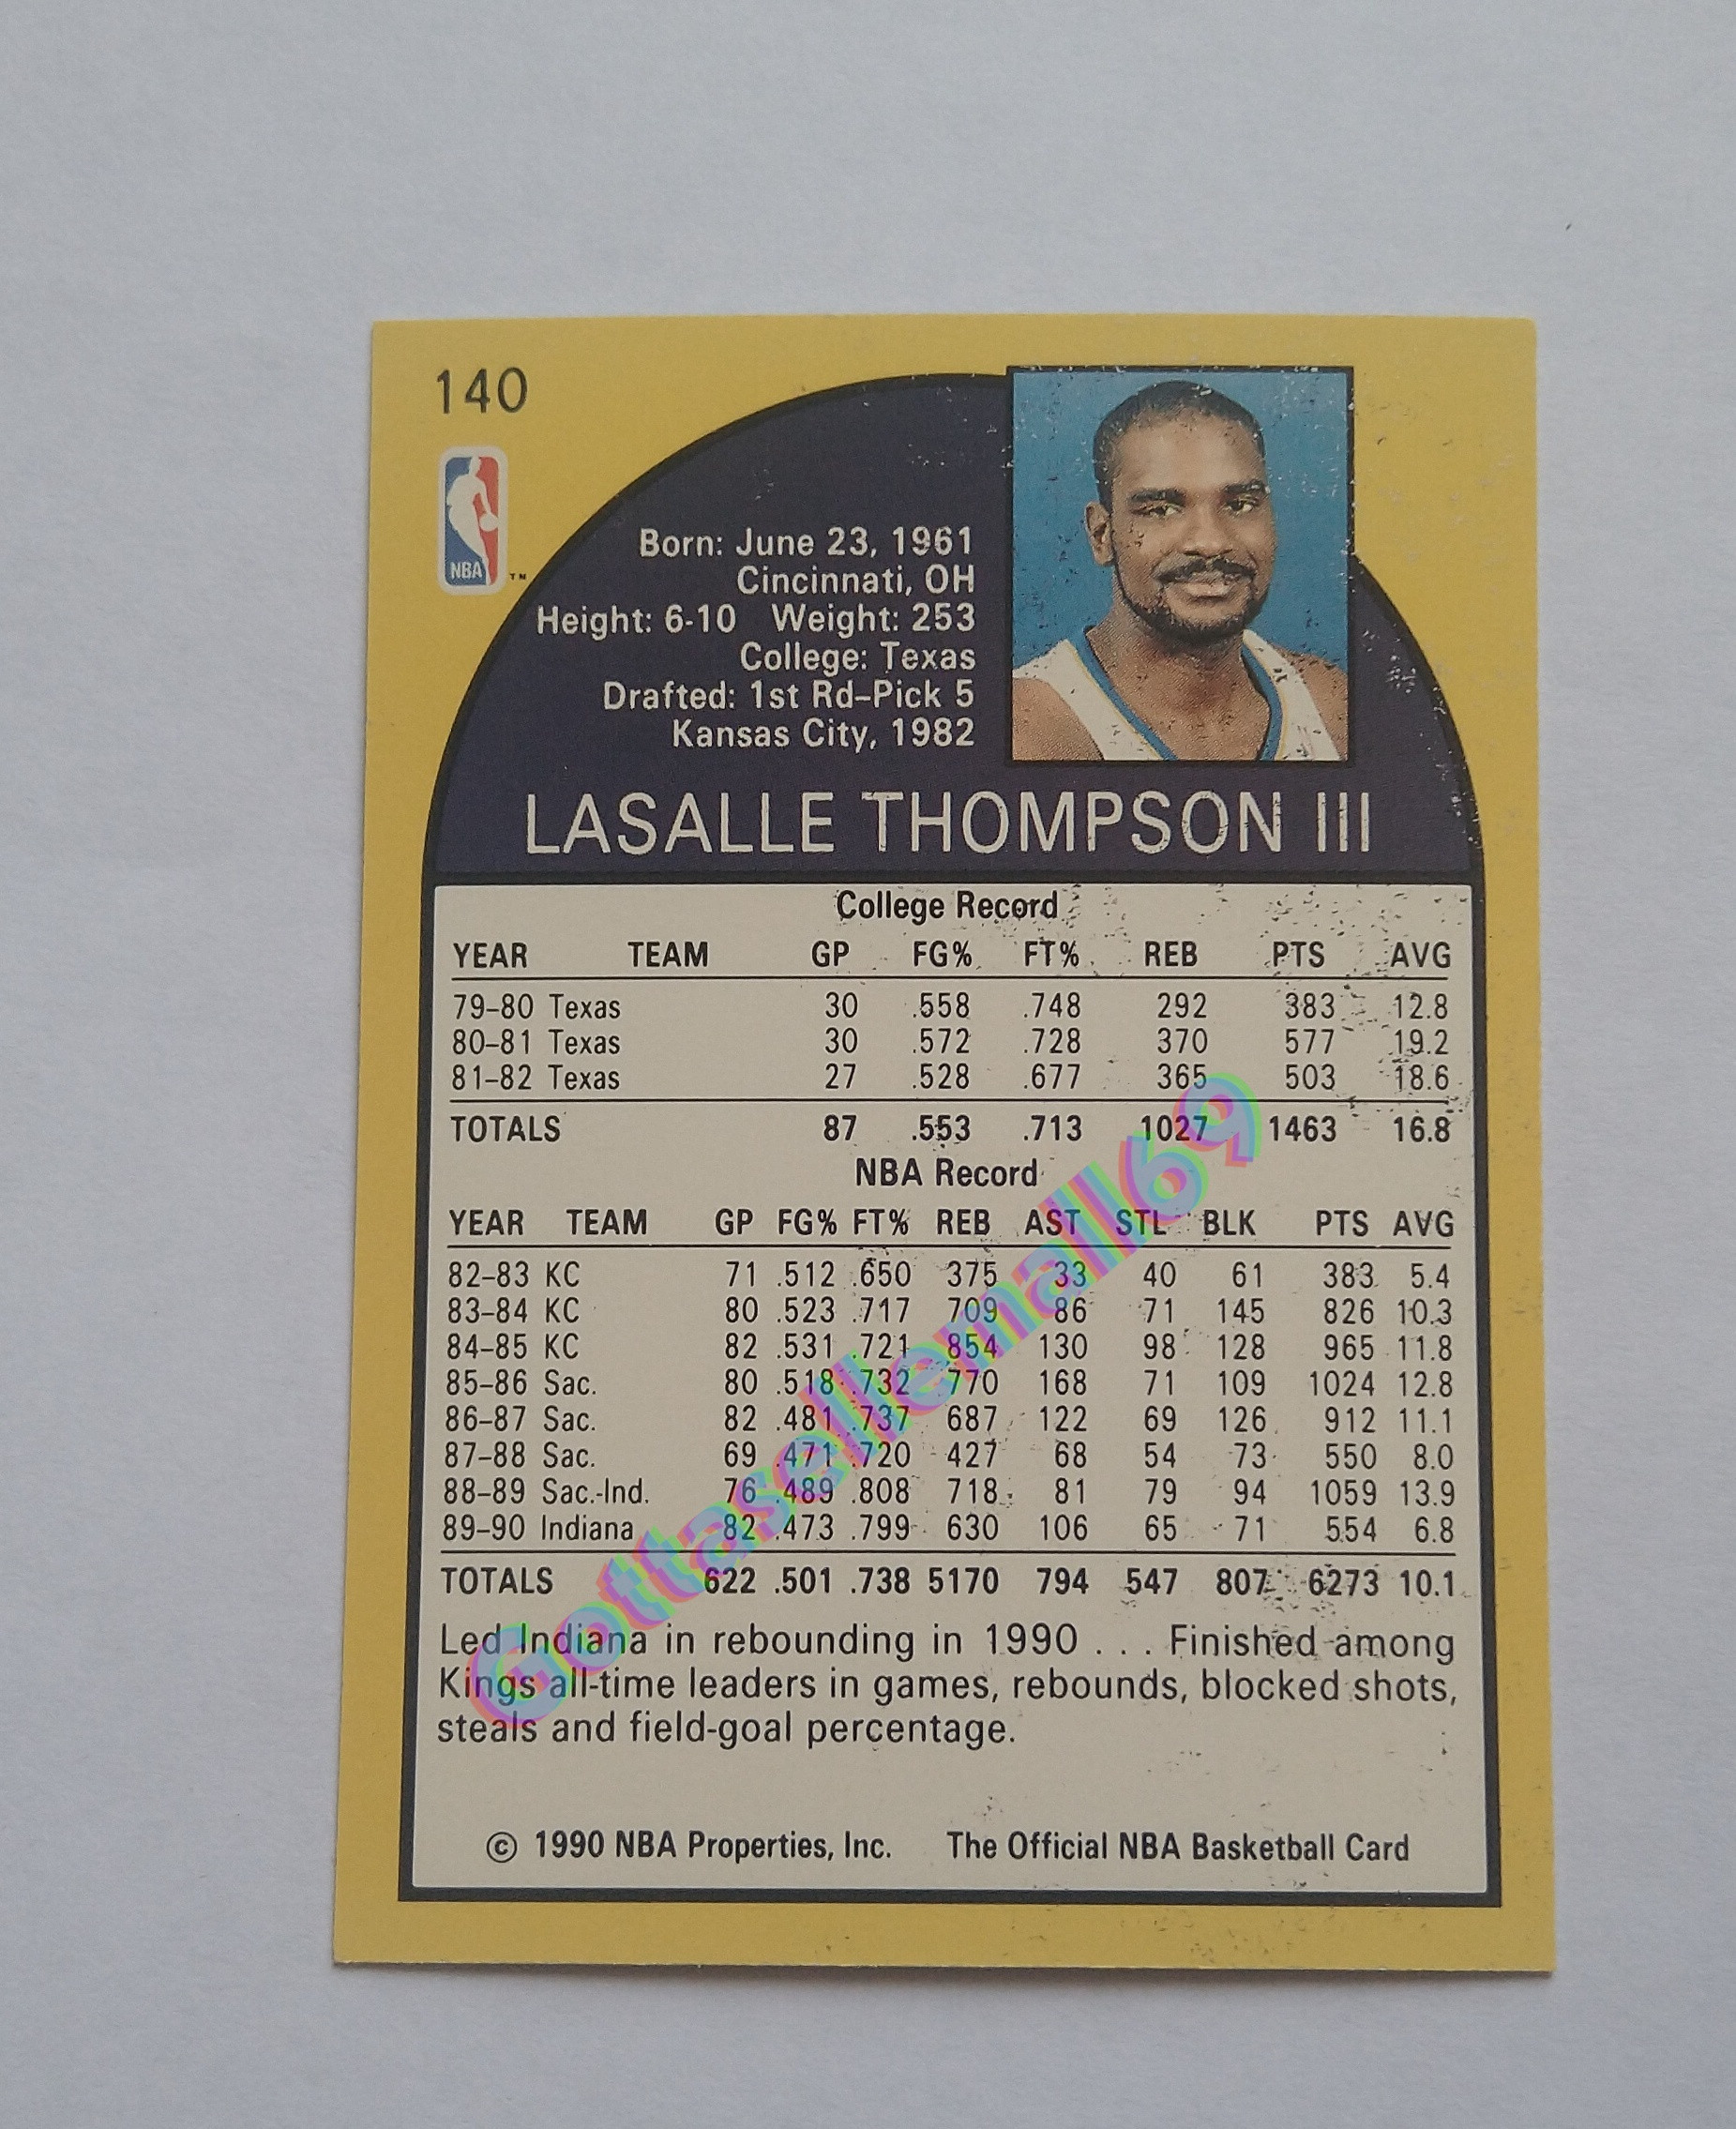 140
NBA ™
Born: June 23, 1961
Cincinnati, OH
Height: 6-10 Weight: 253
College: Texas
Drafted: 1st Rd–Pick 5
Kansas City, 1982
LASALLE THOMPSON III
College Record
YEAR TEAM GP FG% FT% REB PTS AVG
79–80 Texas 30 .558 .748 292 383 12.8
80–81 Texas 30 .572 .728 370 577 19.2
81–82 Texas 27 .528 .677 365 503 18.6
TOTALS 87 .553 .713 1027 1463 16.8
NBA Record
YEAR TEAM GP FG% FT% REB AST STL BLK PTS AVG
82–83 KC 71 .512 .650 375 33 40 61 383 5.4
83–84 KC 80 .523 .717 709 86 71 145 826 10.3
84–85 KC 82 .531 .721 854 130 98 128 965 11.8
85–86 Sac. 80 .518 .732 770 168 71 109 1024 12.8
86–87 Sac. 82 .481 .737 687 122 69 126 912 11.1
87–88 Sac. 69 .471 .720 427 68 54 73 550 8.0
88–89 Sac.-Ind. 76 .489 .808 718 81 79 94 1059 13.9
89–90 Indiana 82 .473 .799 630 106 65 71 554 6.8
TOTALS 622 .501 .738 5170 794 547 807 6273 10.1
Led Indiana in rebounding in 1990 . . . Finished among
Kings all-time leaders in games, rebounds, blocked shots,
steals and field-goal percentage.
© 1990 NBA Properties, Inc. The Official NBA Basketball Card
Gottasellemall69